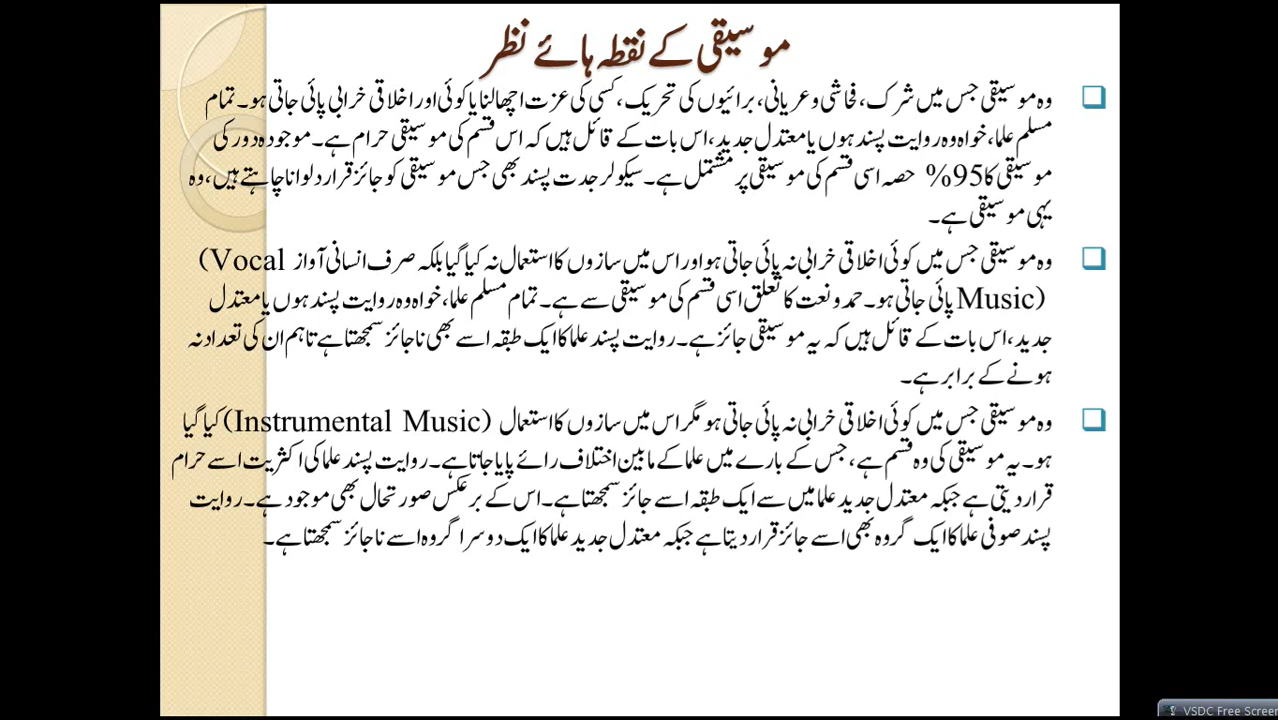 موسیقی کے نقطہ ہائے نظر
وہ موسیقی جس میں شرک، فحاشی و عریانی، برائیوں کی تحریک، کسی کی عزت اچھالنا یا کوئی اور اخلاقی خرابی پائی جاتی ہو۔ تمام
مسلم علما، خواہ وہ روایت پسند ہوں یا معتدل جدید، اس بات کے قائل ہیں کہ اس قسم کی موسیقی حرام ہے۔ موجودہ دور کی
موسیقی کا 95% حصہ اسی قسم کی موسیقی پر مشتمل ہے۔ سیکولر جدت پسند بھی جس موسیقی کو جائز قرار دلوانا چاہتے ہیں، وہ
یہی موسیقی ہے۔
وہ موسیقی جس میں کوئی اخلاقی خرابی نہ پائی جاتی ہو اور اس میں سازوں کا استعمال نہ کیا گیا بلکہ صرف انسانی آواز (Vocal
Music) پائی جاتی ہو۔ حمد و نعت کا تعلق اسی قسم کی موسیقی سے ہے۔ تمام مسلم علما، خواہ وہ روایت پسند ہوں یا معتدل
جدید، اس بات کے قائل ہیں کہ یہ موسیقی جائز ہے۔ روایت پسند علما کا ایک طبقہ اسے بھی ناجائز سمجھتا ہے تاہم ان کی تعداد نہ
ہونے کے برابر ہے۔
وہ موسیقی جس میں کوئی اخلاقی خرابی نہ پائی جاتی ہو مگر اس میں سازوں کا استعمال (Instrumental Music) کیا گیا
ہو۔ یہ موسیقی کی وہ قسم ہے، جس کے بارے میں علما کے مابین اختلاف رائے پایا جاتا ہے۔ روایت پسند علما کی اکثریت اسے حرام
قرار دیتی ہے جبکہ معتدل جدید علما میں سے ایک طبقہ اسے جائز سمجھتا ہے۔ اس کے برعکس صورتحال بھی موجود ہے۔ روایت
پسند صوفی علما کا ایک گروہ بھی اسے جائز قرار دیتا ہے جبکہ معتدل جدید علما کا ایک دوسرا گروہ اسے ناجائز سمجھتا ہے۔
VSDC Free Screen